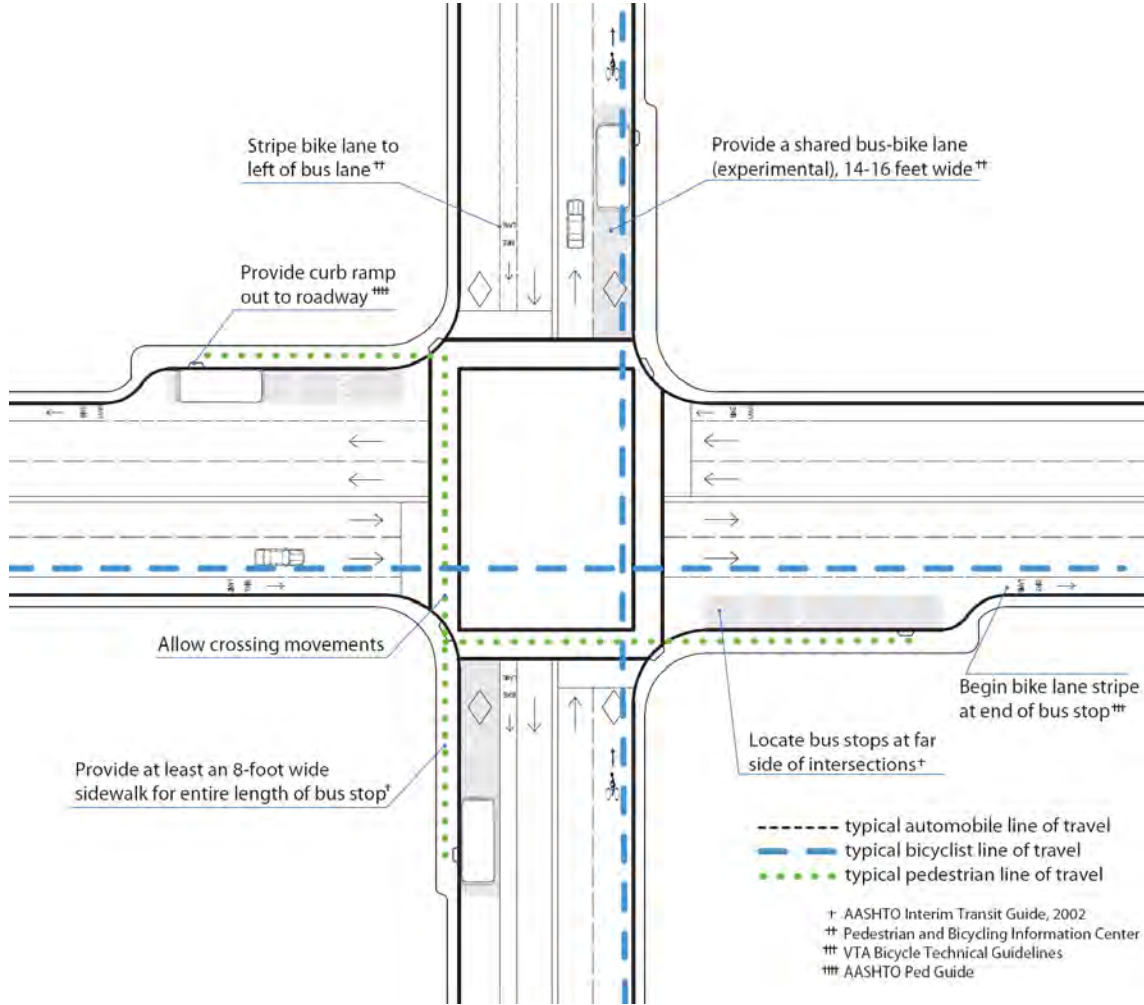 Stripe bike lane to
left of bus lane ††
Provide a shared bus-bike lane
(experimental), 14-16 feet wide ††
Provide curb ramp
out to roadway ††††
Allow crossing movements
Begin bike lane stripe
at end of bus stop †††
Locate bus stops at far
side of intersections †
Provide at least an 8-foot wide
sidewalk for entire length of bus stop †
typical automobile line of travel
typical bicyclist line of travel
typical pedestrian line of travel
† AASHTO Interim Transit Guide, 2002
†† Pedestrian and Bicycling Information Center
††† VTA Bicycle Technical Guidelines
†††† AASHTO Ped Guide